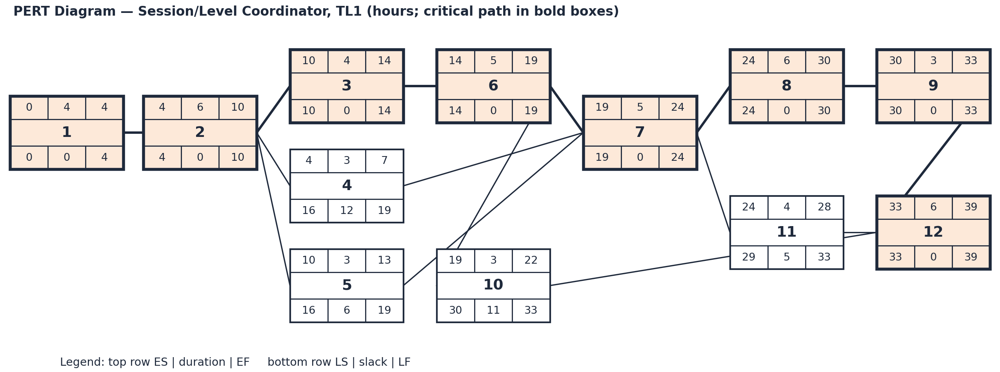 PERT Diagram — Session/Level Coordinator, TL1 (hours; critical path in bold boxes)
0 4 4
1
0 0 4
4 6 10
2
4 0 10
10 4 14
3
10 0 14
4 3 7
4
16 12 19
10 3 13
5
16 6 19
14 5 19
6
14 0 19
19 3 22
10
30 11 33
19 5 24
7
19 0 24
24 6 30
8
24 0 30
24 4 28
11
29 5 33
30 3 33
9
30 0 33
33 6 39
12
33 0 39
Legend: top row ES | duration | EF bottom row LS | slack | LF